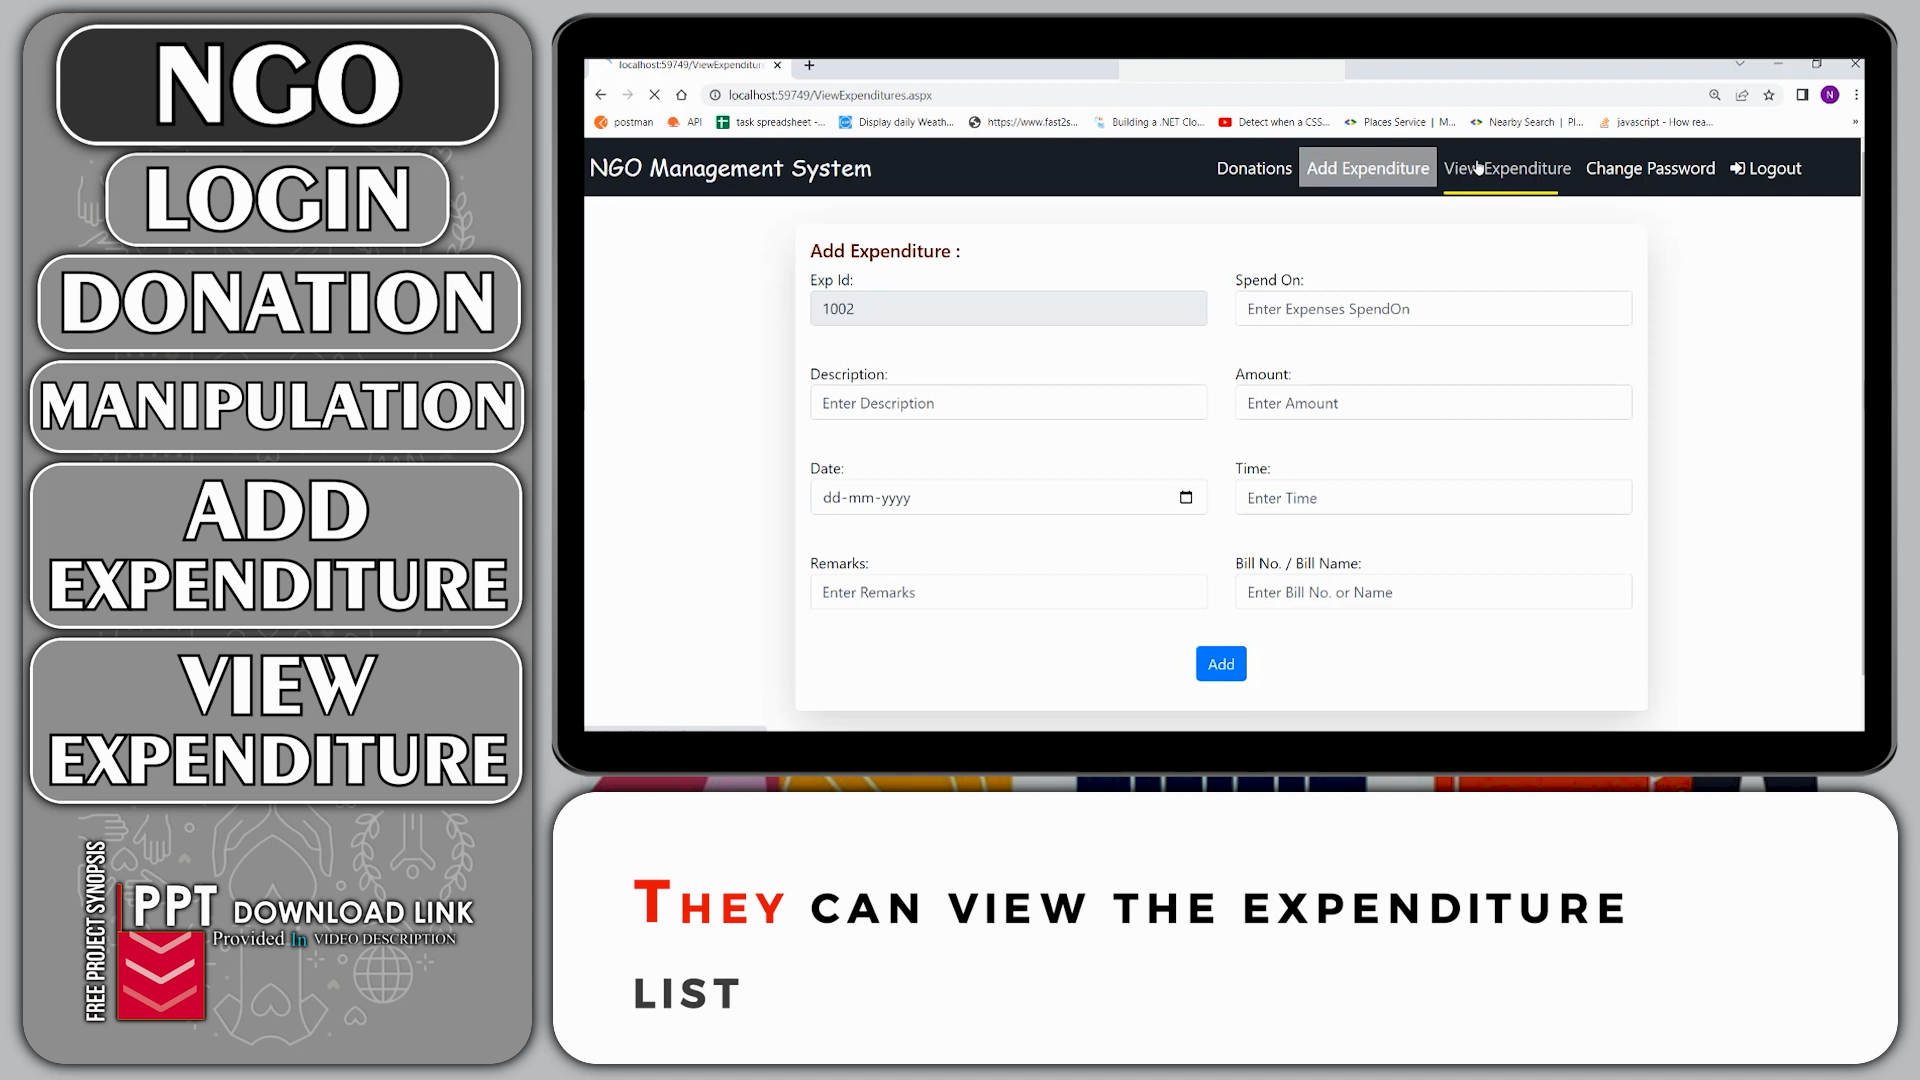 NGO
LOGIN
DONATION
MANIPULATION
ADD
EXPENDITURE
VIEW
EXPENDITURE
FREE PROJECT SYNOPSIS
PPT DOWNLOAD LINK
Provided In VIDEO DESCRIPTION
localhost:59749/ViewExpenditur
localhost:59749/ViewExpenditures.aspx
postman API task spreadsheet -... Display daily Weath... https://www.fast2s... Building a .NET Clo... Detect when a CSS... Places Service | M... Nearby Search | Pl... javascript - How rea... »
N
NGO Management System Donations Add Expenditure View Expenditure Change Password Logout
Add Expenditure :
Exp Id: Spend On:
1002 Enter Expenses SpendOn
Description: Amount:
Enter Description Enter Amount
Date: Time:
dd-mm-yyyy Enter Time
Remarks: Bill No. / Bill Name:
Enter Remarks Enter Bill No. or Name
Add
THEY CAN VIEW THE EXPENDITURE
LIST